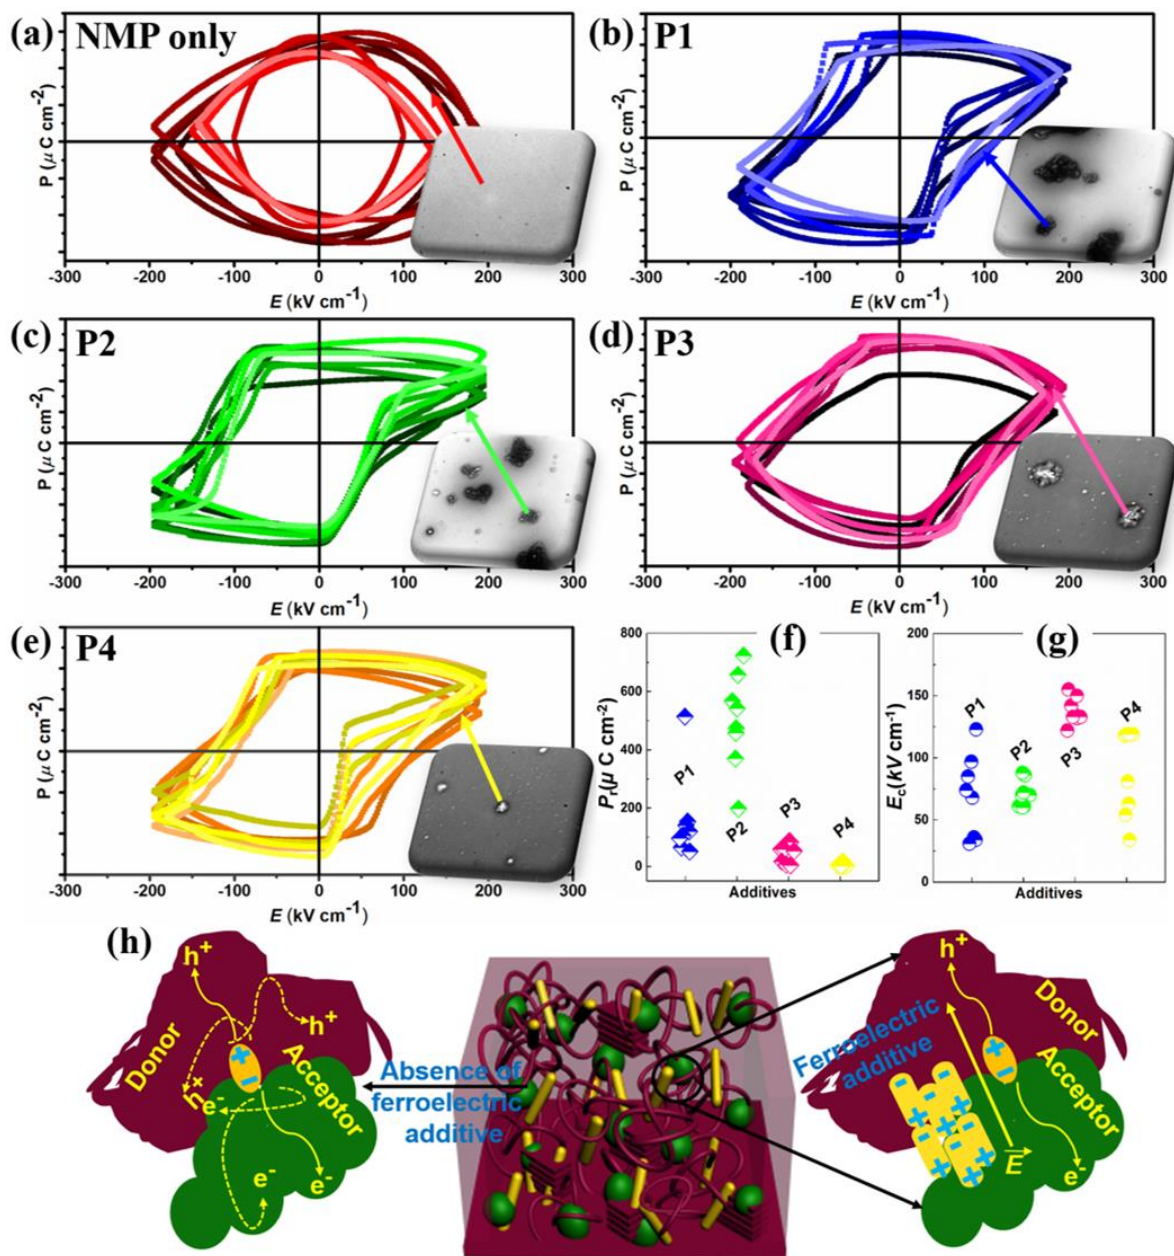 (a) NMP only
P (μ C cm-2)
-300 -200 -100 0 100 200 300
E (kV cm-1)
(b) P1
P (μ C cm-2)
-300 -200 -100 0 100 200 300
E (kV cm-1)
(c) P2
P (μ C cm-2)
-300 -200 -100 0 100 200 300
E (kV cm-1)
(d) P3
P (μ C cm-2)
-300 -200 -100 0 100 200 300
E (kV cm-1)
(e) P4
P (μ C cm-2)
-300 -200 -100 0 100 200 300
E (kV cm-1)
(f)
800
600
400
200
0
Pr(μ C cm-2)
P1
P2
P3
P4
Additives
(g)
200
150
100
50
0
Ec(kV cm-1)
P1
P2
P3
P4
Additives
(h)
h+
h+
Donor
+
-
Acceptor
h+
e-
e-
e-
Absence of
ferroelectric
additive
h+
Donor
Ferroelectric
additive
+
-
Acceptor
E
e-